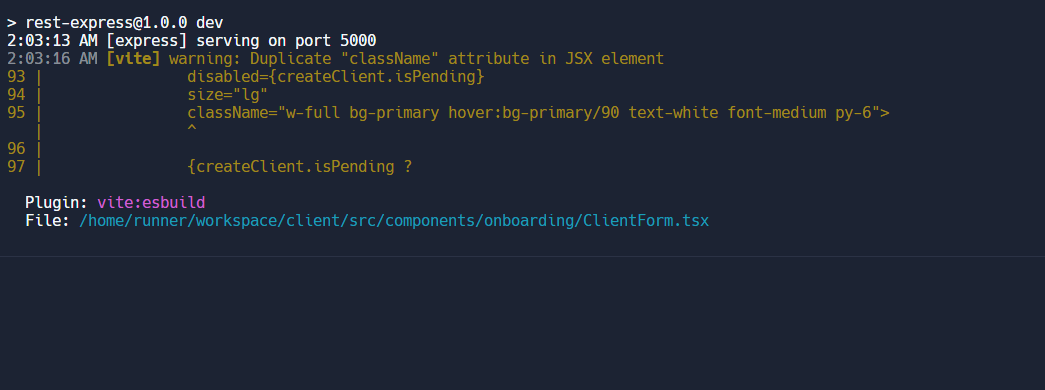 > rest-express@1.0.0 dev
2:03:13 AM [express] serving on port 5000
2:03:16 AM [vite] warning: Duplicate "className" attribute in JSX element
93 |                disabled={createClient.isPending}
94 |                size="lg"
95 |                className="w-full bg-primary hover:bg-primary/90 text-white font-medium py-6">
   |                ^
96 |
97 |                {createClient.isPending ?
  Plugin: vite:esbuild
  File: /home/runner/workspace/client/src/components/onboarding/ClientForm.tsx